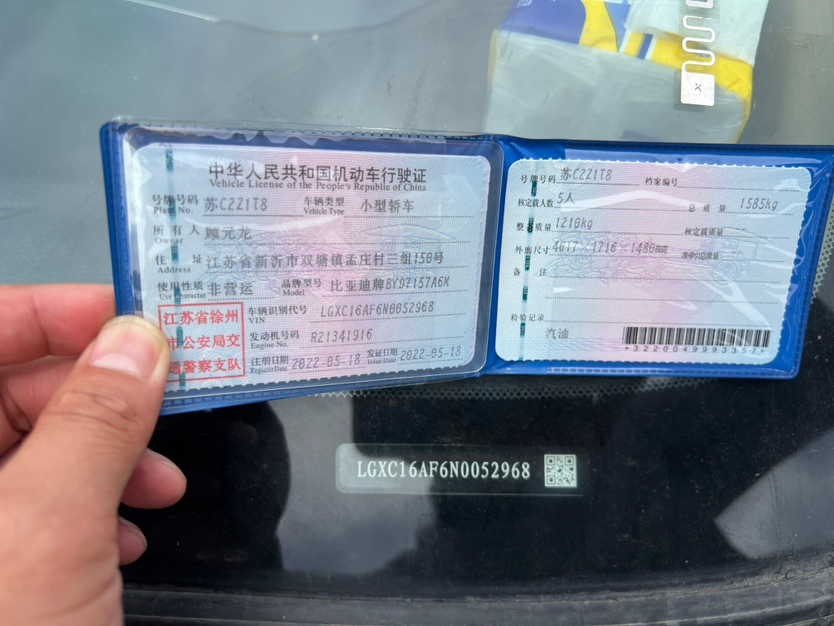 中华人民共和国机动车行驶证
Vehicle License of the People's Republic of China
号牌号码 苏C2Z1T8 车辆类型 小型轿车
Plate No. Vehicle Type
所有人 顾元龙
Owner
住址 江苏省新沂市双塘镇孟庄村三组150号
Address
使用性质 非营运 品牌型号 比亚迪牌BYD7157A6M
Use Character Model
江苏省徐州
市公安局交
通警察支队
车辆识别代号 LGXC16AF6N0052968
VIN
发动机号码 R21341916
Engine No.
注册日期 2022-05-18 发证日期 2022-05-18
Register Date Issue Date
号牌号码 苏C2Z1T8 档案编号
核定载人数 5人 总质量 1585kg
整备质量 1210kg 核定载质量 --
外廓尺寸 4617×1716×1480mm 准牵引总质量 --
备注
检验记录
汽油
*3220049993357*
LGXC16AF6N0052968